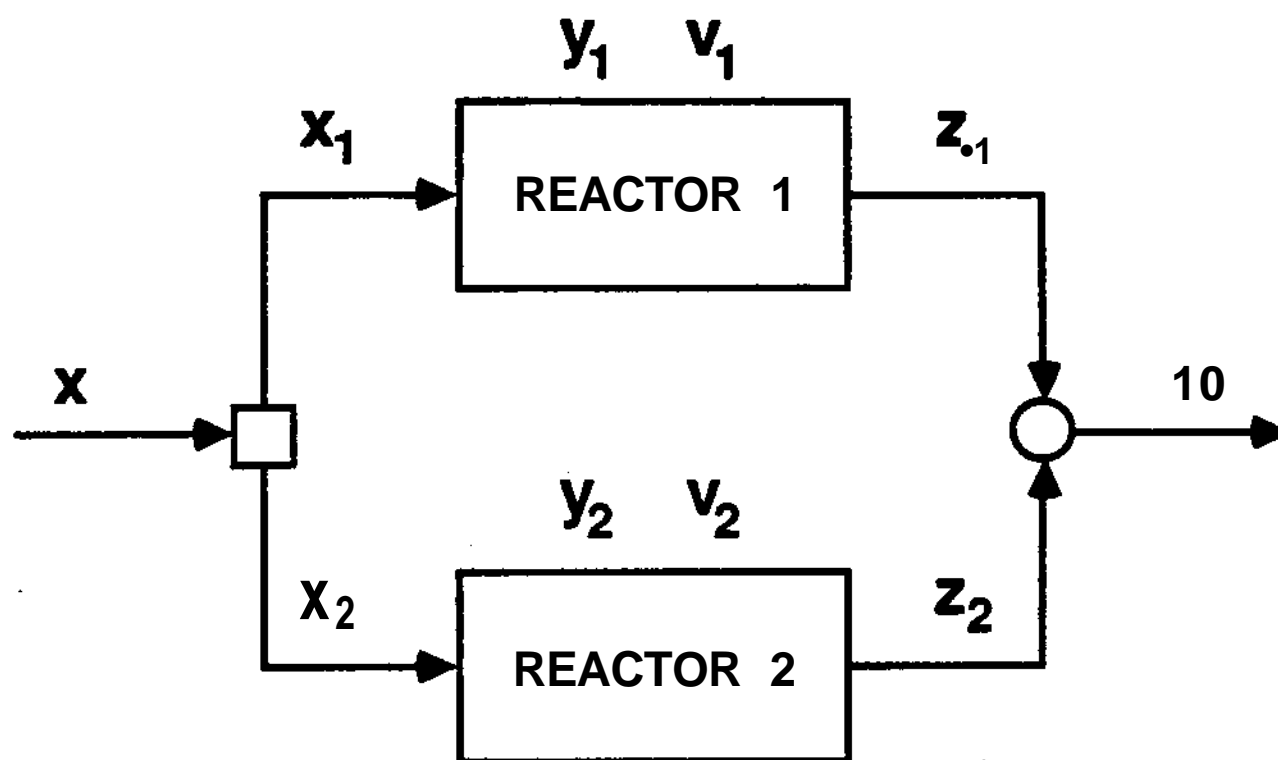 y₁ v₁
x₁
z₁
REACTOR 1
x
10
y₂ v₂
x₂
z₂
REACTOR 2